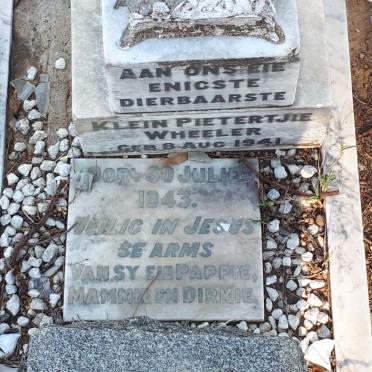 AAN ONS EIE
ENIGSTE
DIERBAARSTE
KLEIN PIETERTJIE
WHEELER
GEB 8 AUG 1941
OORL 30 JULIE
1943.
VEILIG IN JESUS
SE ARMS
VAN SY EIE PAPPIE,
MAMMIE EN DIRKIE.